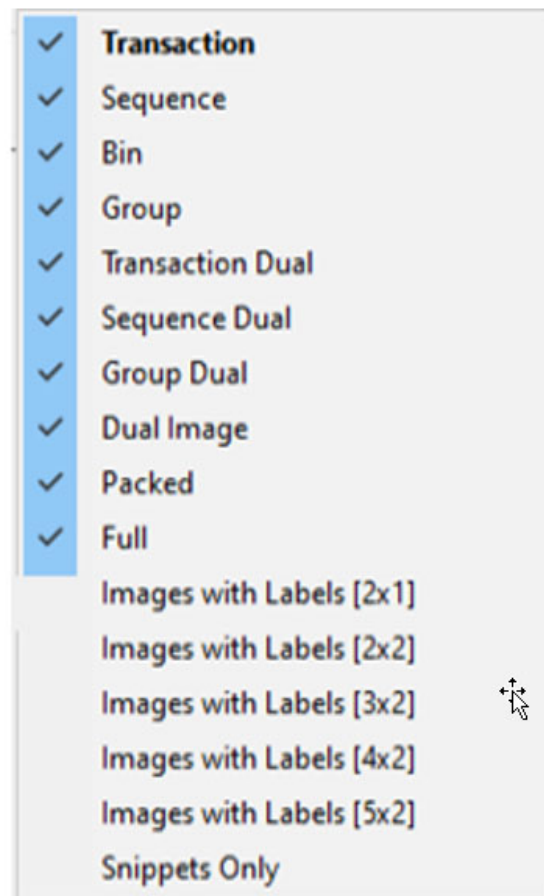 Transaction
Sequence
Bin
Group
Transaction Dual
Sequence Dual
Group Dual
Dual Image
Packed
Full
Images with Labels [2x1]
Images with Labels [2x2]
Images with Labels [3x2]
Images with Labels [4x2]
Images with Labels [5x2]
Snippets Only